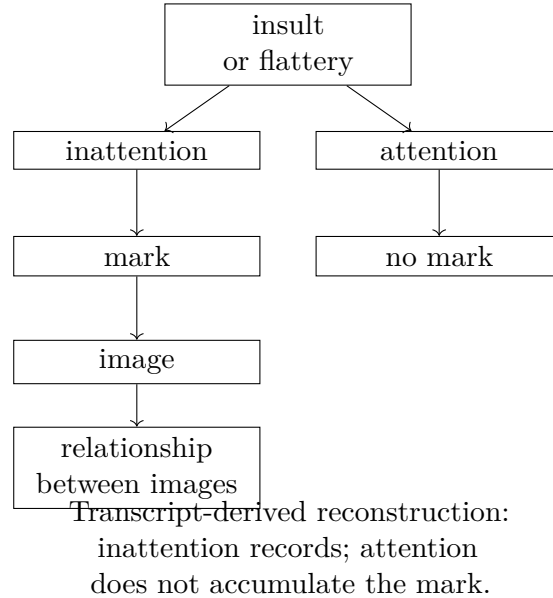 insult
or flattery
inattention
attention
mark
no mark
image
relationship
between images
Transcript-derived reconstruction:
inattention records; attention
does not accumulate the mark.